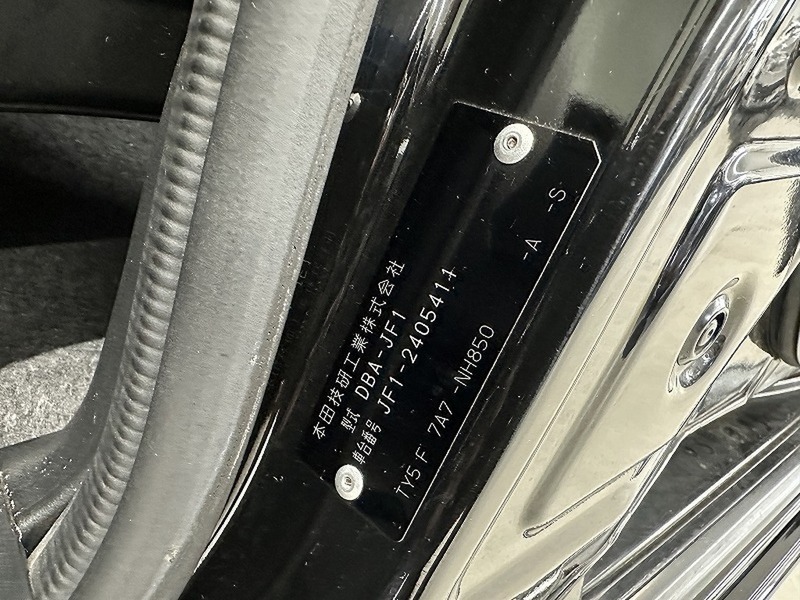 本田技研工業株式会社
型式 DBA-JF1
車台番号 JF1-2405414
TY5 F 7A7 -NH850 -A -S